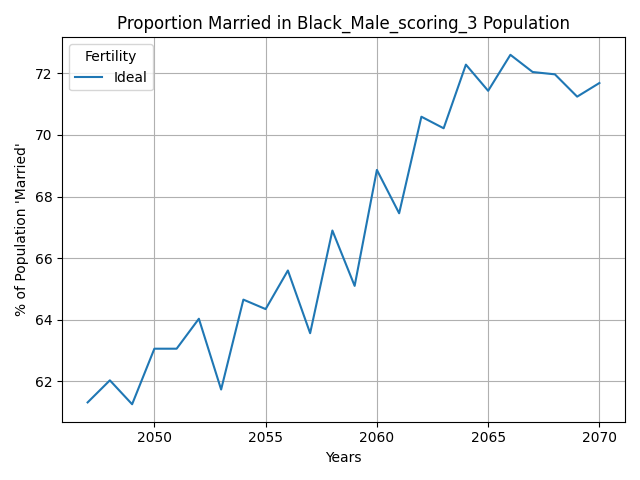 Proportion Married in Black_Male_scoring_3 Population
Fertility
Ideal
% of Population 'Married'
72
70
68
66
64
62
2050 2055 2060 2065 2070
Years